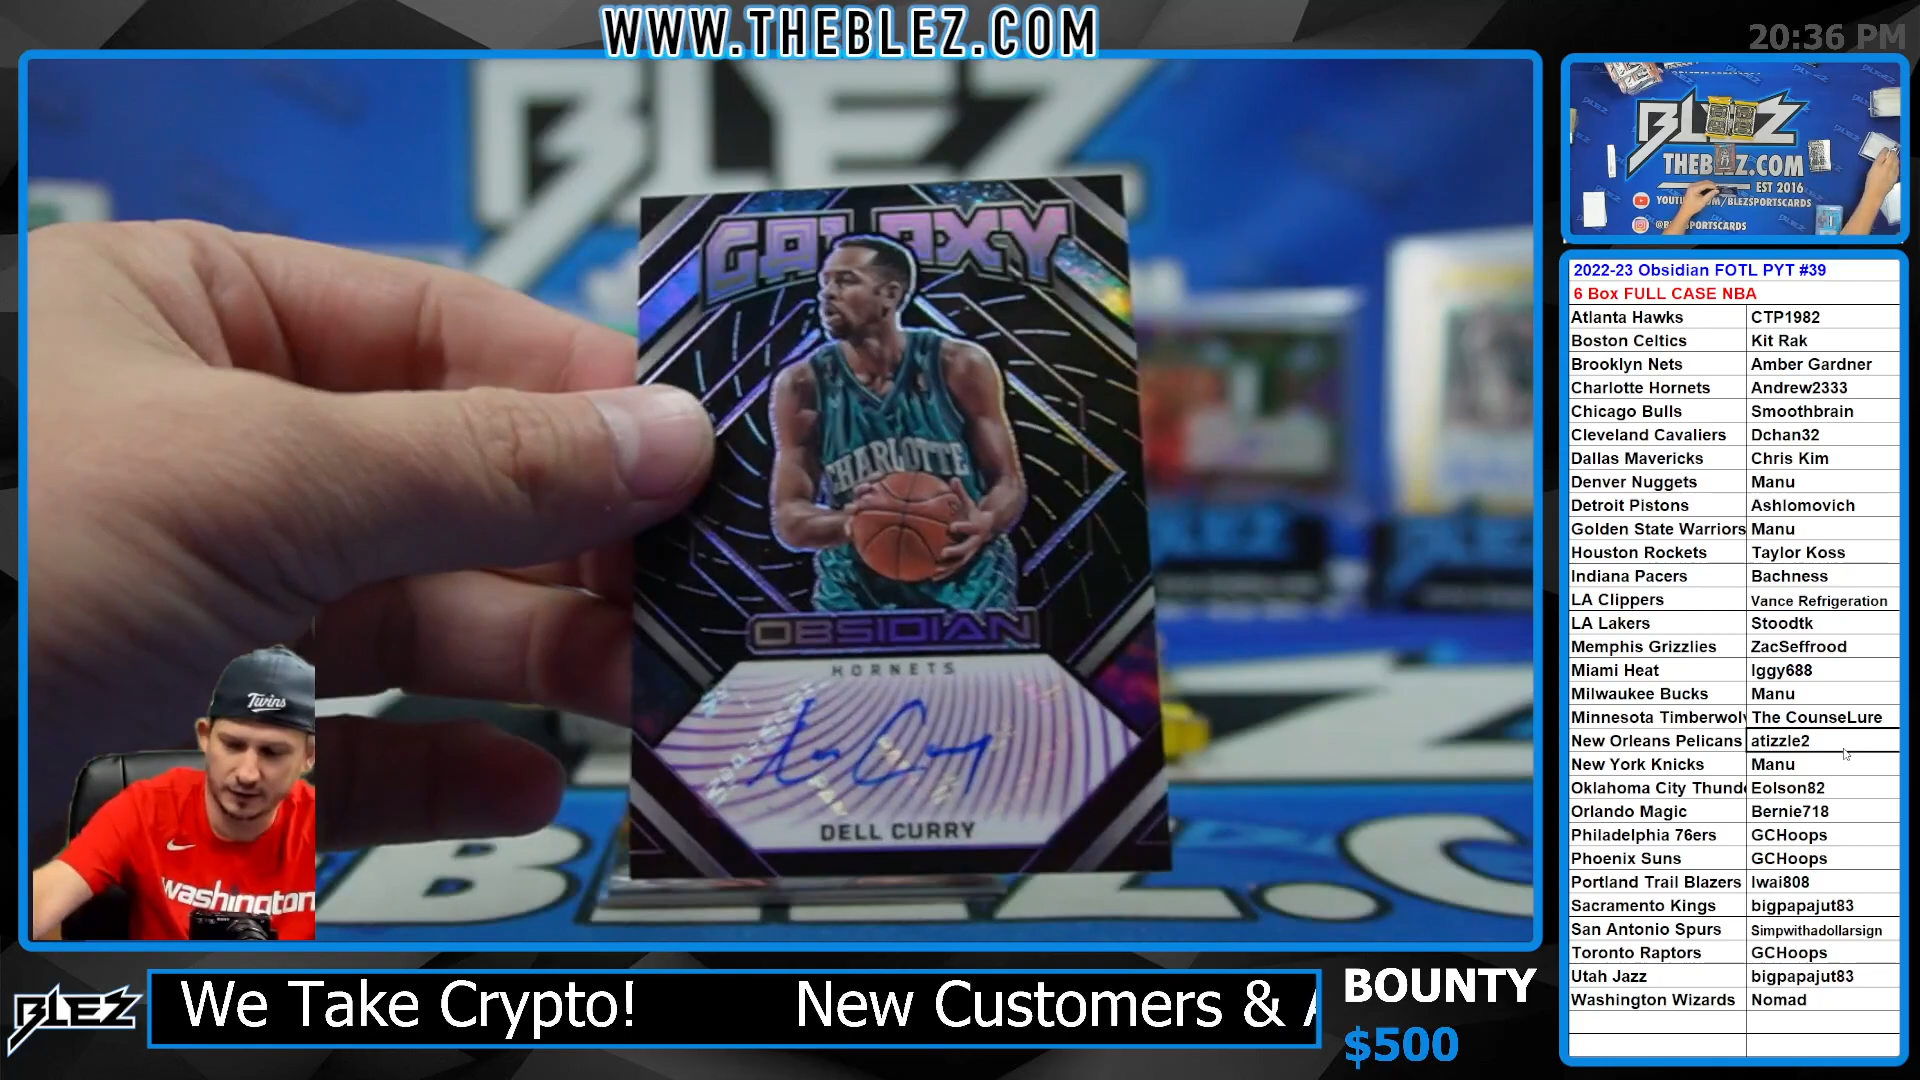 WWW.THEBLEZ.COM
20:36 PM
BLEZ
GALAXY
CHARLOTTE
OBSIDIAN
HORNETS
DELL CURRY
Twins
washington
BLEZ
THEBLEZ.COM
EST 2016
2022-23 Obsidian FOTL PYT #39
6 Box FULL CASE NBA
Atlanta Hawks CTP1982
Boston Celtics Kit Rak
Brooklyn Nets Amber Gardner
Charlotte Hornets Andrew2333
Chicago Bulls Smoothbrain
Cleveland Cavaliers Dchan32
Dallas Mavericks Chris Kim
Denver Nuggets Manu
Detroit Pistons Ashlomovich
Golden State Warriors Manu
Houston Rockets Taylor Koss
Indiana Pacers Bachness
LA Clippers Vance Refrigeration
LA Lakers Stoodtk
Memphis Grizzlies ZacSeffrood
Miami Heat Iggy688
Milwaukee Bucks Manu
Minnesota Timberwolv The CounseLure
New Orleans Pelicans atizzle2
New York Knicks Manu
Oklahoma City Thund Eolson82
Orlando Magic Bernie718
Philadelphia 76ers GCHoops
Phoenix Suns GCHoops
Portland Trail Blazers Iwai808
Sacramento Kings bigpapajut83
San Antonio Spurs Simpwithadollarsign
Toronto Raptors GCHoops
Utah Jazz bigpapajut83
Washington Wizards Nomad
BLEZ
We Take Crypto! New Customers &
BOUNTY
$500